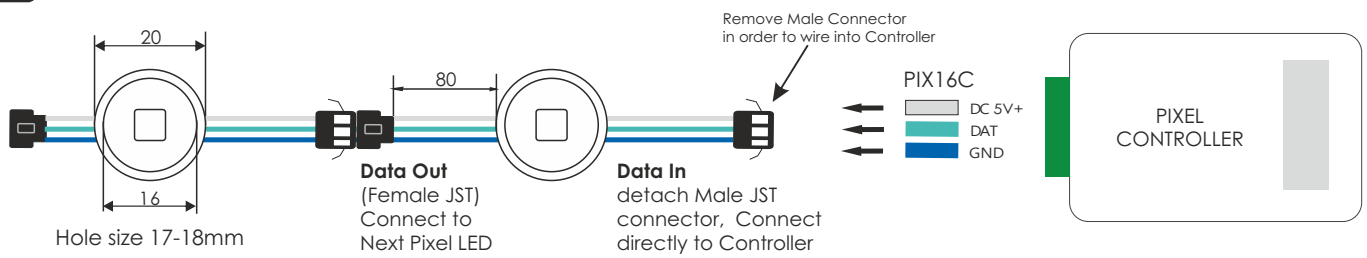 Remove Male Connector
in order to wire into Controller
20
80
PIX16C
DC 5V+
DAT
GND
PIXEL
CONTROLLER
16
Hole size 17-18mm
Data Out
(Female JST)
Connect to
Next Pixel LED
Data In
detach Male JST
connector, Connect
directly to Controller